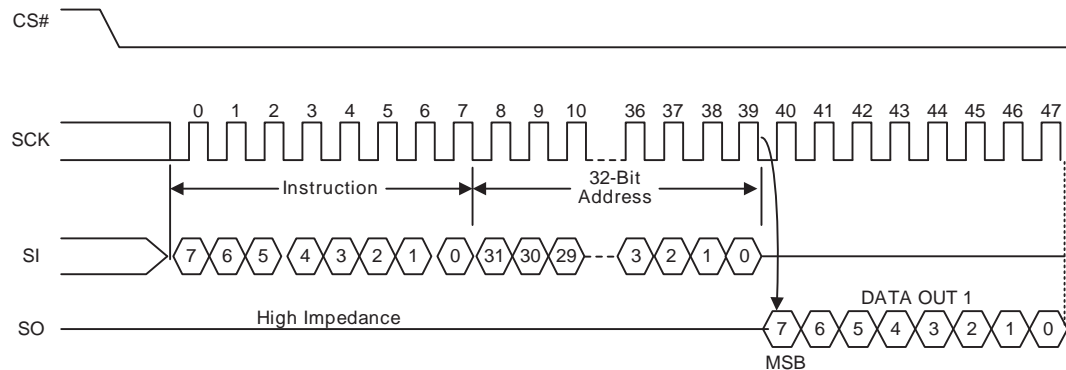 CS#
0 1 2 3 4 5 6 7 8 9 10 36 37 38 39 40 41 42 43 44 45 46 47
SCK
Instruction
32-Bit
Address
SI
7 6 5 4 3 2 1 0 31 30 29 3 2 1 0
DATA OUT 1
High Impedance
SO
7 6 5 4 3 2 1 0
MSB